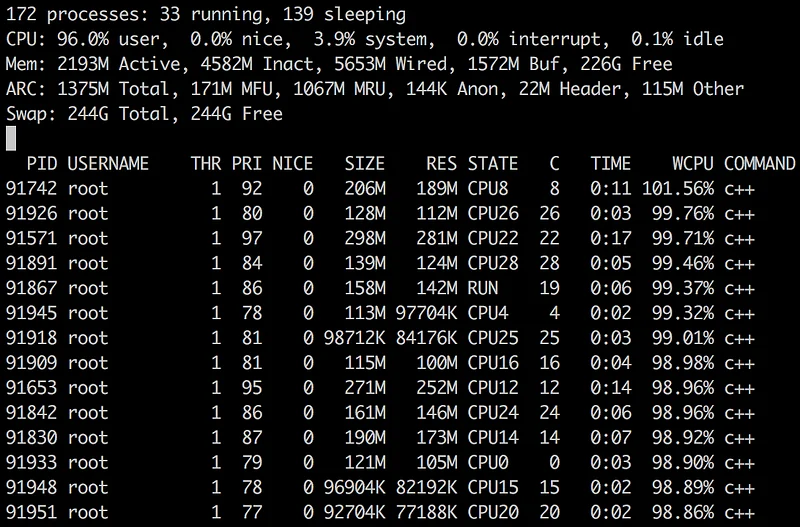 172 processes: 33 running, 139 sleeping
CPU: 96.0% user,  0.0% nice,  3.9% system,  0.0% interrupt,  0.1% idle
Mem: 2193M Active, 4582M Inact, 5653M Wired, 1572M Buf, 226G Free
ARC: 1375M Total, 171M MFU, 1067M MRU, 144K Anon, 22M Header, 115M Other
Swap: 244G Total, 244G Free
  PID USERNAME    THR PRI NICE   SIZE    RES STATE   C   TIME    WCPU COMMAND
91742 root          1  92    0   206M   189M CPU8    8   0:11 101.56% c++
91926 root          1  80    0   128M   112M CPU26  26   0:03  99.76% c++
91571 root          1  97    0   298M   281M CPU22  22   0:17  99.71% c++
91891 root          1  84    0   139M   124M CPU28  28   0:05  99.46% c++
91867 root          1  86    0   158M   142M RUN    19   0:06  99.37% c++
91945 root          1  78    0   113M 97704K CPU4    4   0:02  99.32% c++
91918 root          1  81    0 98712K 84176K CPU25  25   0:03  99.01% c++
91909 root          1  81    0   115M   100M CPU16  16   0:04  98.98% c++
91653 root          1  95    0   271M   252M CPU12  12   0:14  98.96% c++
91842 root          1  86    0   161M   146M CPU24  24   0:06  98.96% c++
91830 root          1  87    0   190M   173M CPU14  14   0:07  98.92% c++
91933 root          1  79    0   121M   105M CPU0    0   0:03  98.90% c++
91948 root          1  78    0 96904K 82192K CPU15  15   0:02  98.89% c++
91951 root          1  77    0 92704K 77188K CPU20  20   0:02  98.86% c++